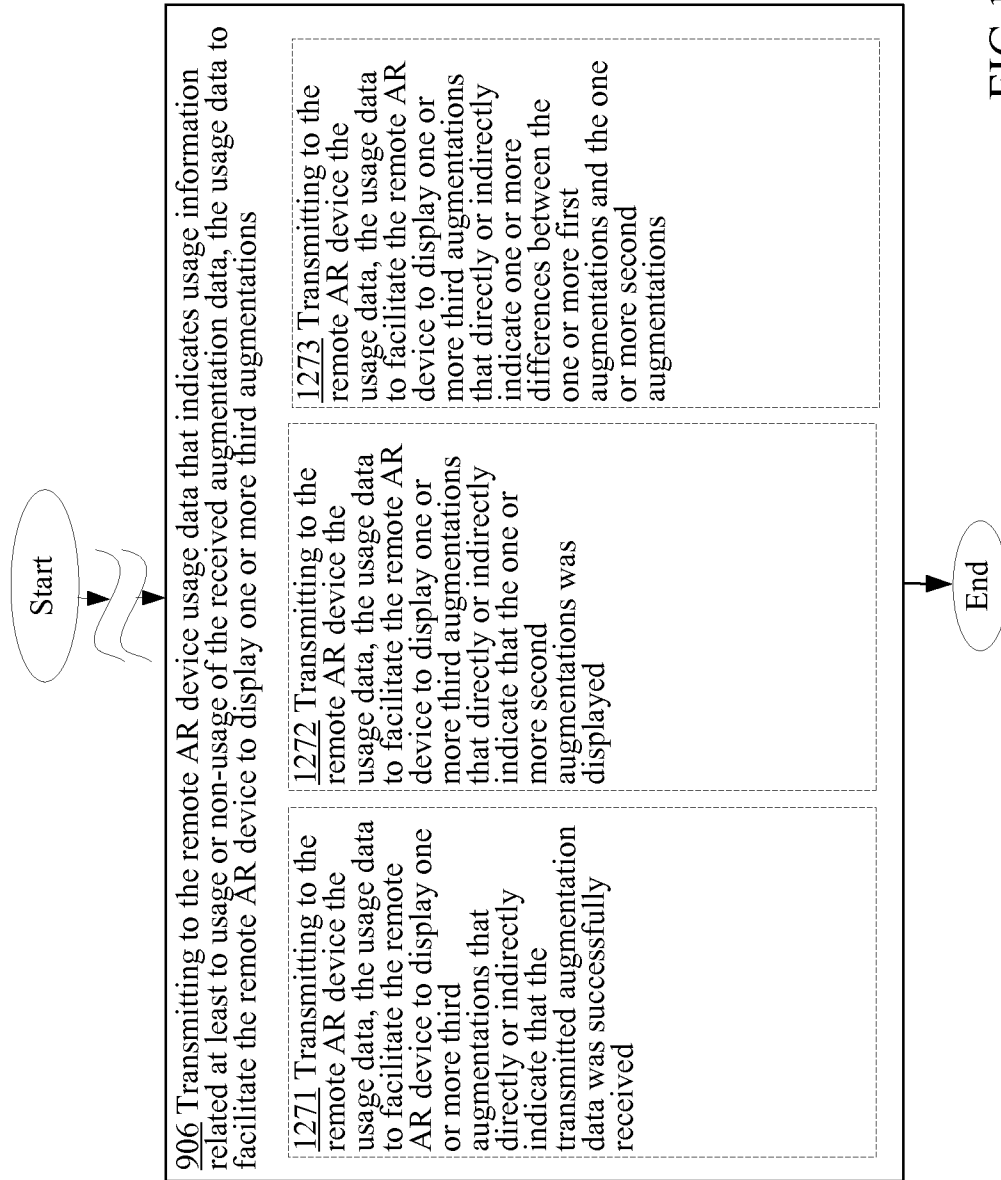 Start
906 Transmitting to the remote AR device usage data that indicates usage information
related at least to usage or non-usage of the received augmentation data, the usage data to
facilitate the remote AR device to display one or more third augmentations
1271 Transmitting to the
remote AR device the
usage data, the usage data
to facilitate the remote
AR device to display one
or more third
augmentations that
directly or indirectly
indicate that the
transmitted augmentation
data was successfully
received
1272 Transmitting to the
remote AR device the
usage data, the usage data
to facilitate the remote AR
device to display one or
more third augmentations
that directly or indirectly
indicate that the one or
more second
augmentations was
displayed
1273 Transmitting to the
remote AR device the
usage data, the usage data
to facilitate the remote AR
device to display one or
more third augmentations
that directly or indirectly
indicate one or more
differences between the
one or more first
augmentations and the one
or more second
augmentations
End
FIG